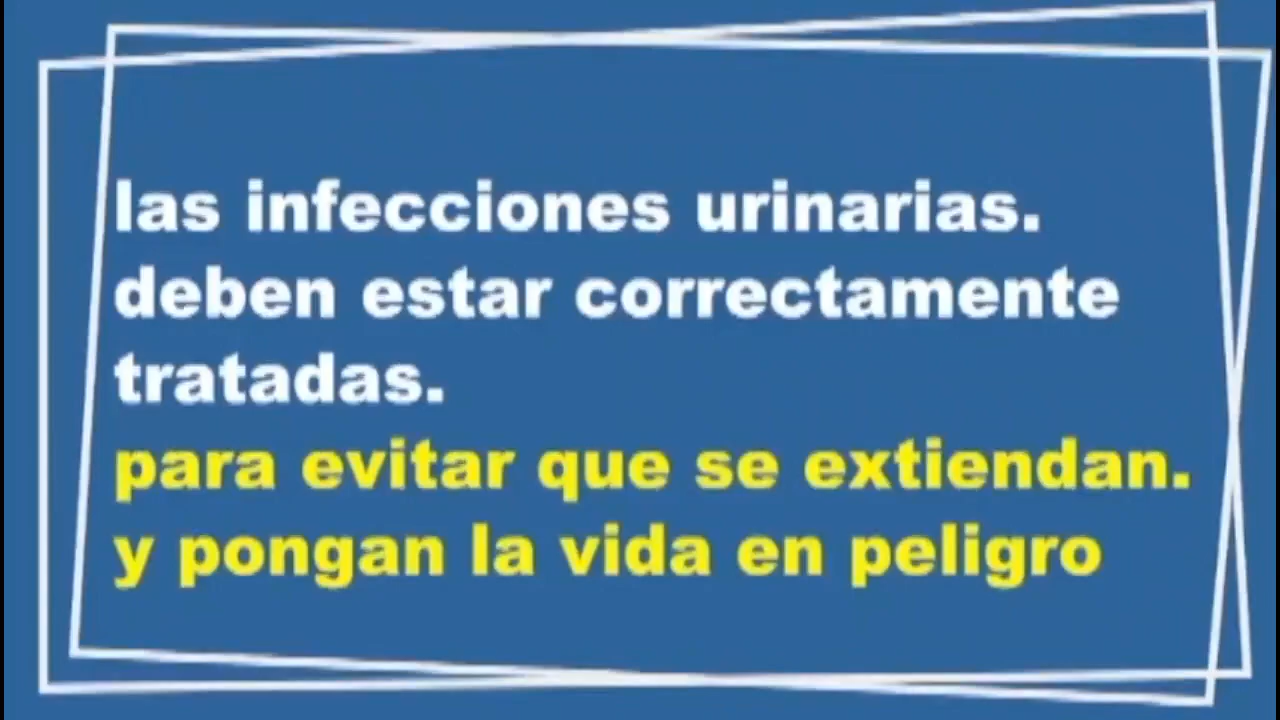 las infecciones urinarias.
deben estar correctamente
tratadas.
para evitar que se extiendan.
y pongan la vida en peligro